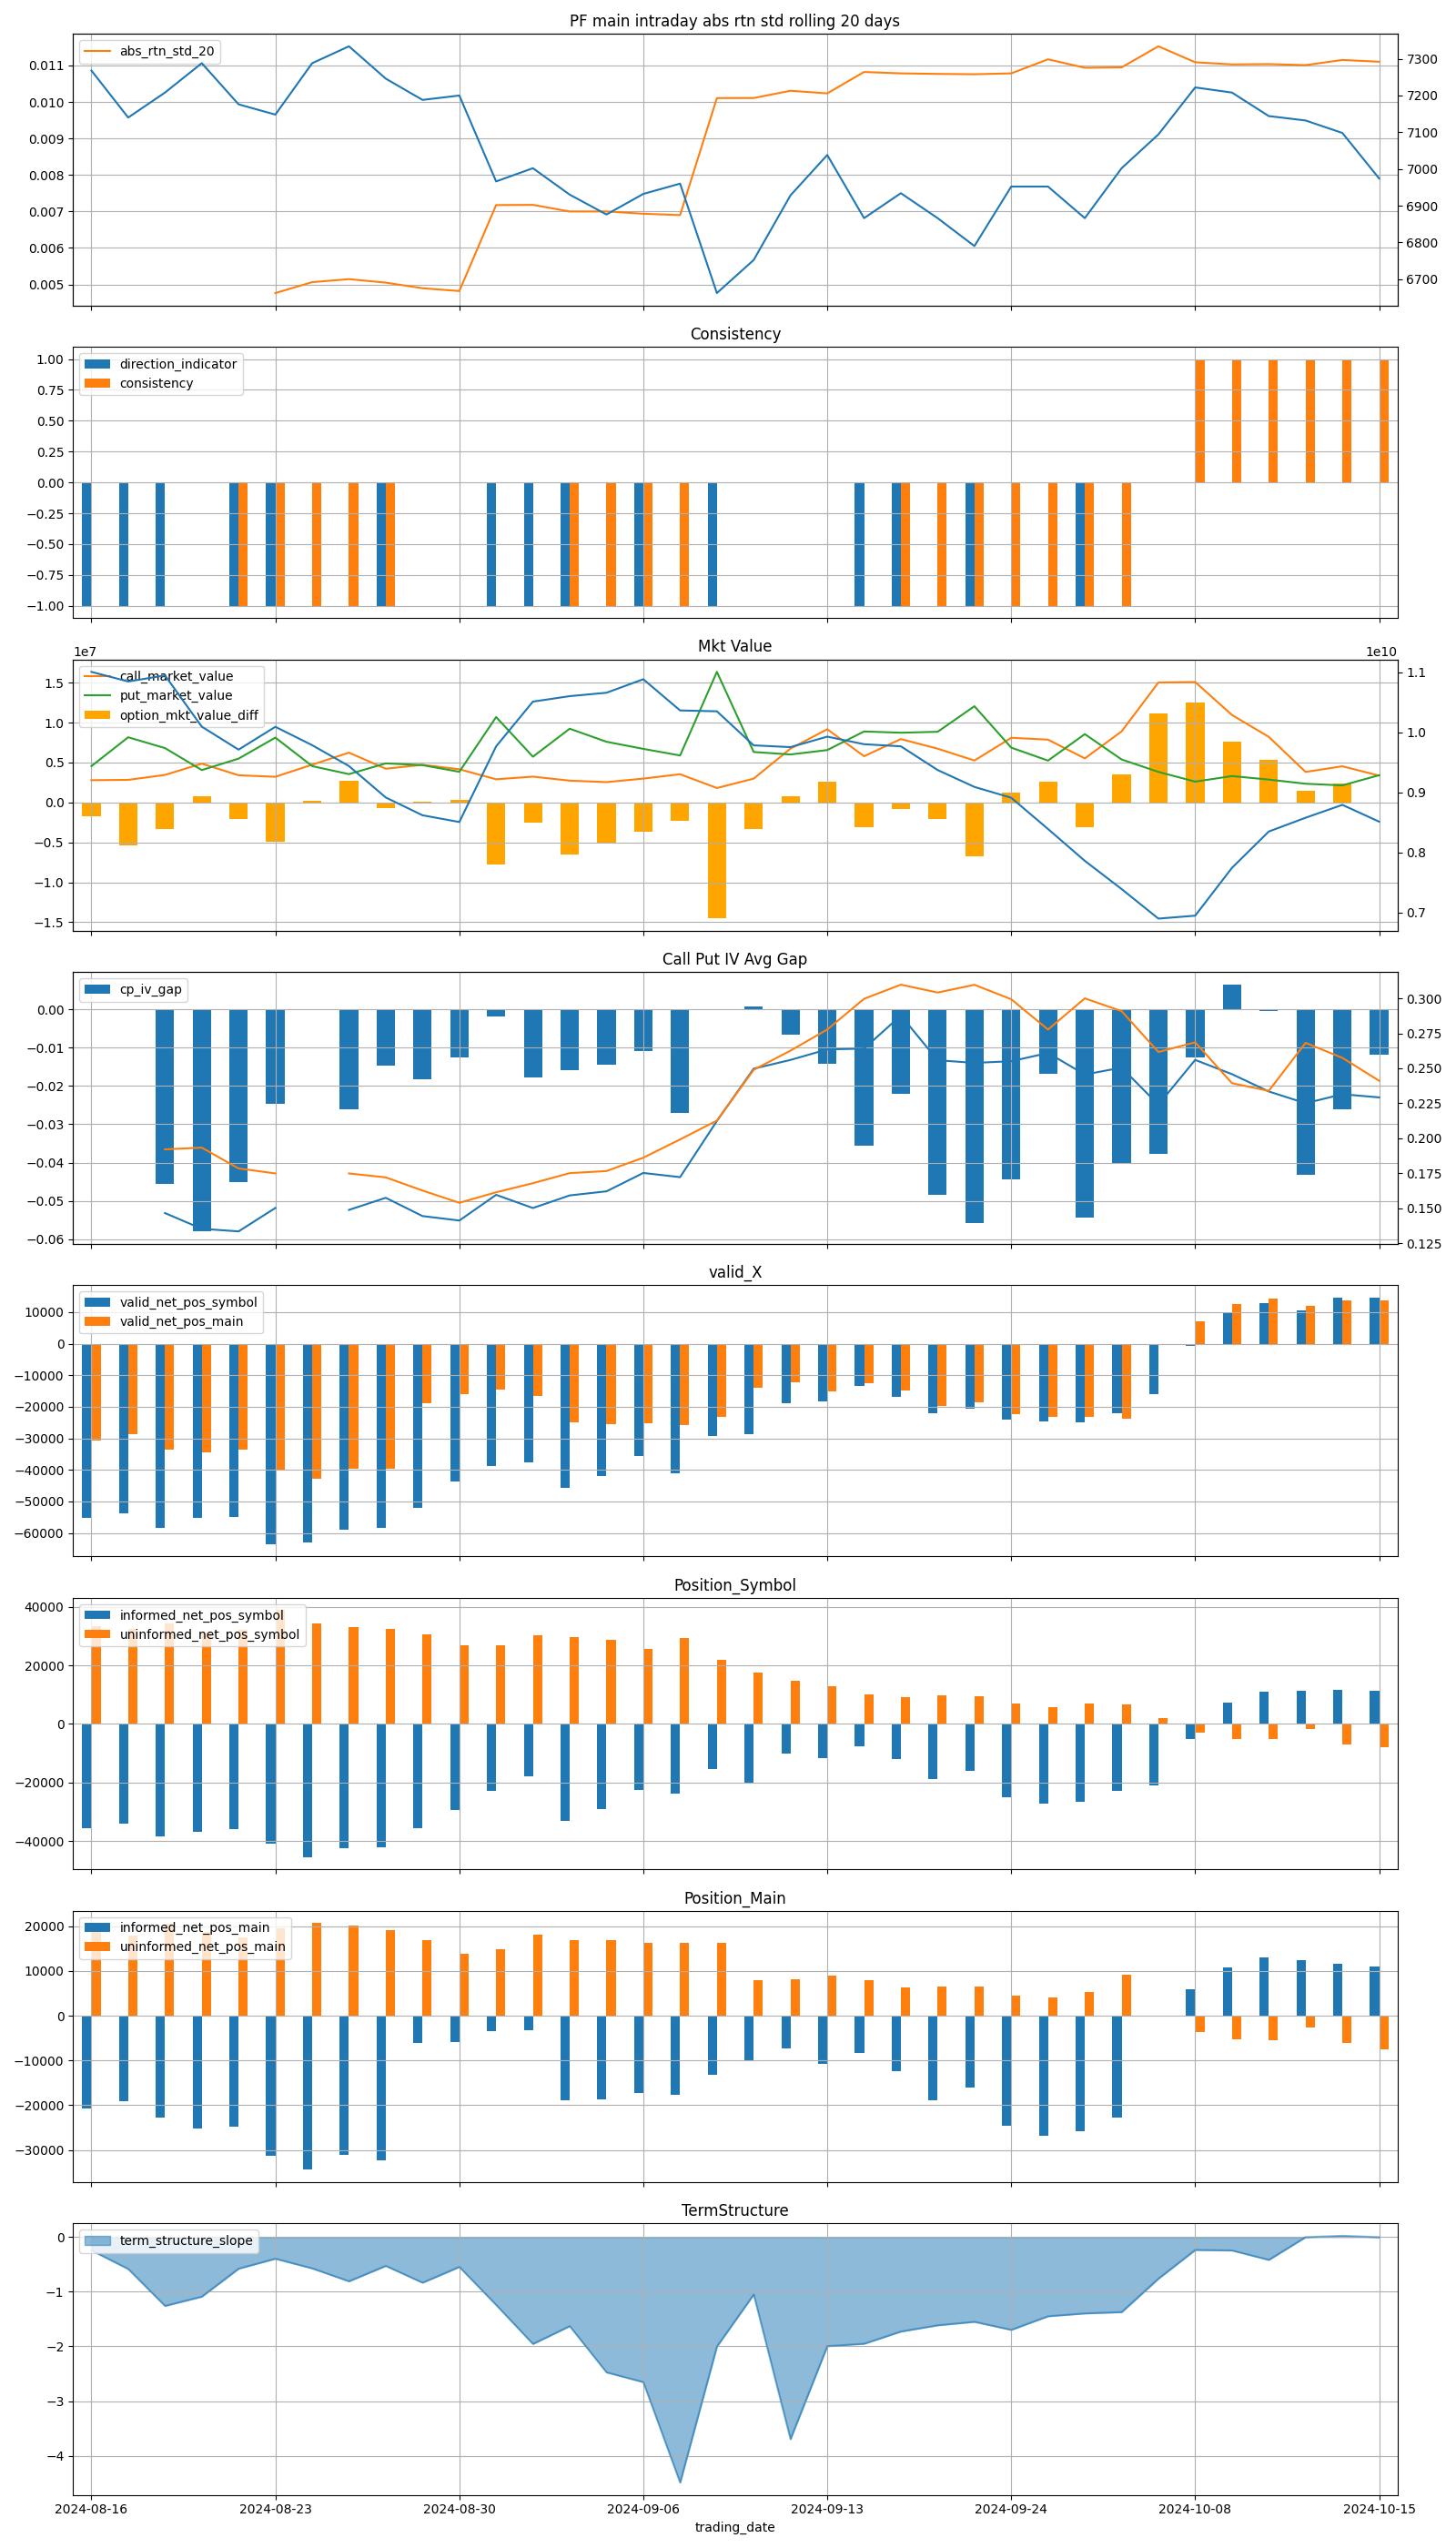 PF main intraday abs rtn std rolling 20 days
abs_rtn_std_20
0.011
0.010
0.009
0.008
0.007
0.006
0.005
7300
7200
7100
7000
6900
6800
6700
Consistency
direction_indicator
consistency
1.00
0.75
0.50
0.25
0.00
−0.25
−0.50
−0.75
−1.00
Mkt Value
1e7
1e10
call_market_value
put_market_value
option_mkt_value_diff
1.5
1.0
0.5
0.0
−0.5
−1.0
−1.5
1.1
1.0
0.9
0.8
0.7
Call Put IV Avg Gap
cp_iv_gap
0.00
−0.01
−0.02
−0.03
−0.04
−0.05
−0.06
0.300
0.275
0.250
0.225
0.200
0.175
0.150
0.125
valid_X
valid_net_pos_symbol
valid_net_pos_main
10000
0
−10000
−20000
−30000
−40000
−50000
−60000
Position_Symbol
informed_net_pos_symbol
uninformed_net_pos_symbol
40000
20000
0
−20000
−40000
Position_Main
informed_net_pos_main
uninformed_net_pos_main
20000
10000
0
−10000
−20000
−30000
TermStructure
term_structure_slope
0
−1
−2
−3
−4
2024-08-16 2024-08-23 2024-08-30 2024-09-06 2024-09-13 2024-09-24 2024-10-08 2024-10-15
trading_date